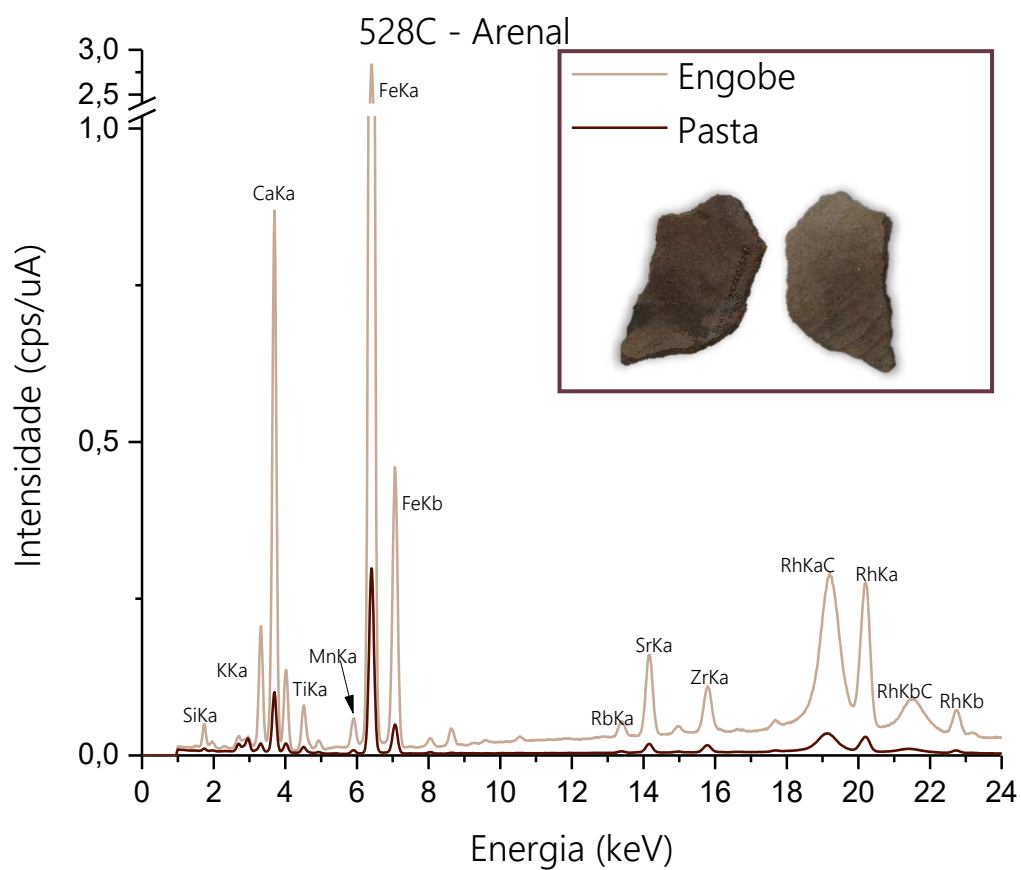 528C - Arenal
Engobe
Pasta
3,0
2,5
1,0
0,5
0,0
Intensidade (cps/uA)
FeKa
CaKa
FeKb
KKa
MnKa
TiKa
SiKa
RhKaC
RhKa
SrKa
ZrKa
RbKa
RhKbC
RhKb
0 2 4 6 8 10 12 14 16 18 20 22 24
Energia (keV)